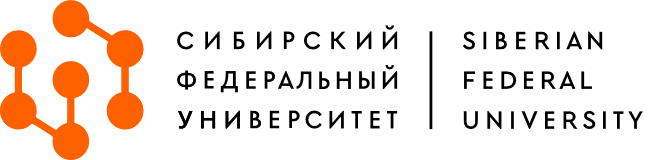 СИБИРСКИЙ
ФЕДЕРАЛЬНЫЙ
УНИВЕРСИТЕТ
SIBERIAN
FEDERAL
UNIVERSITY